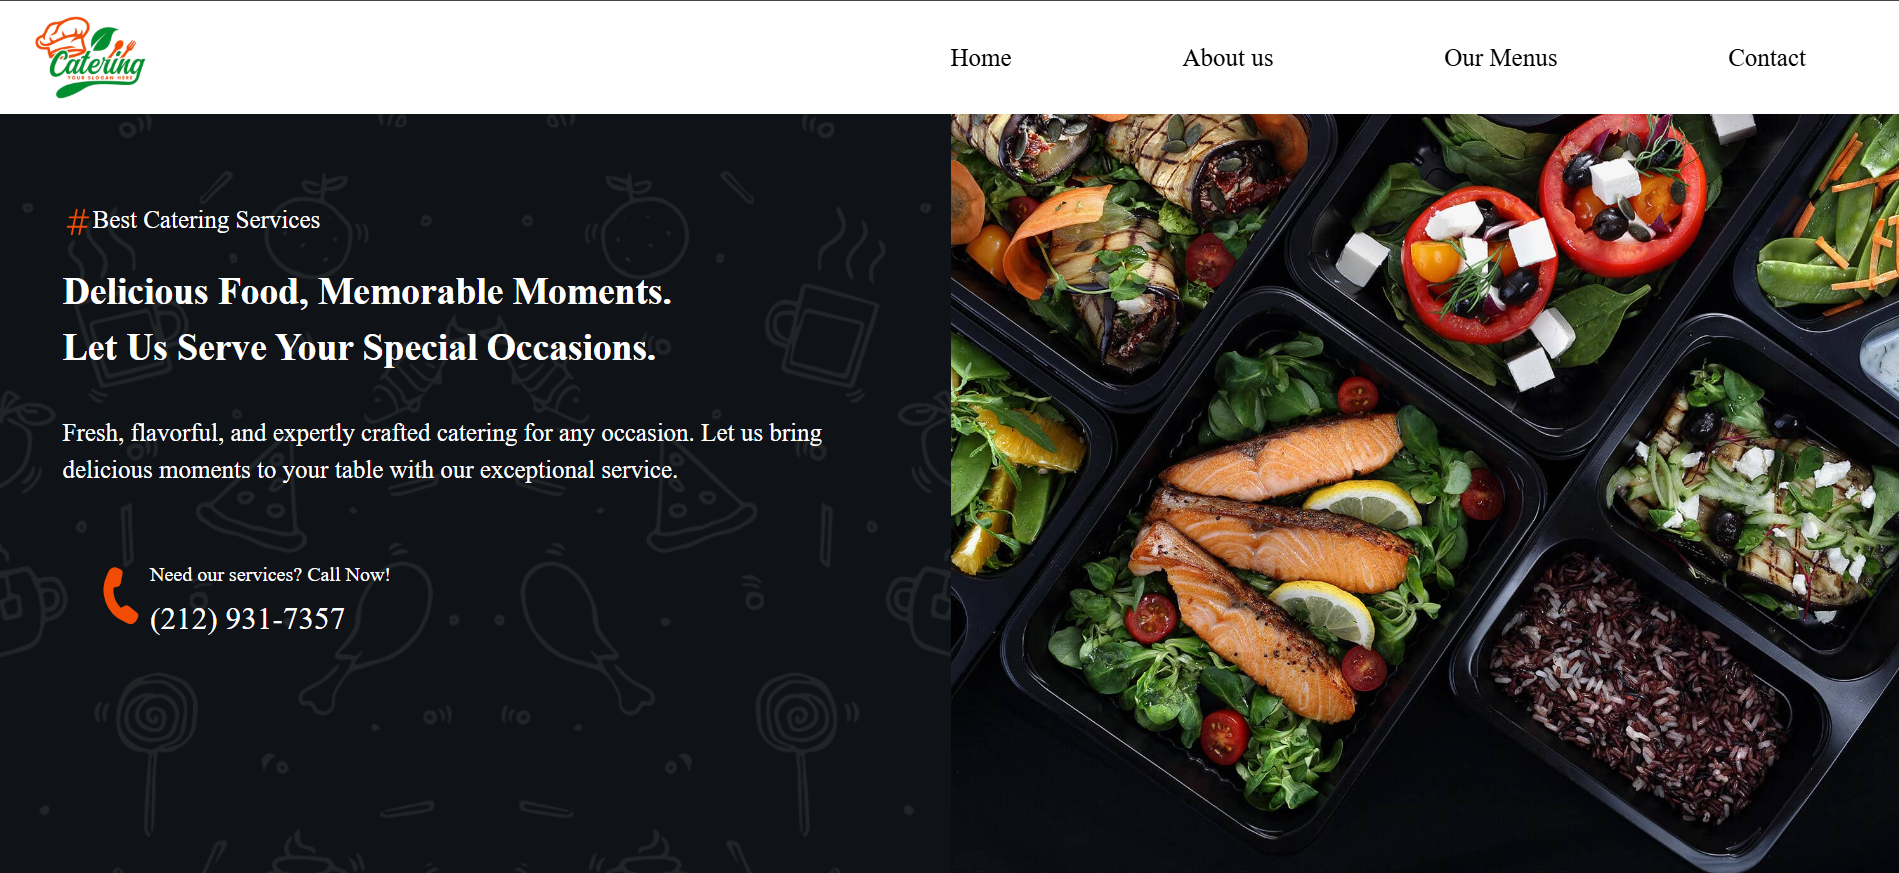 Catering
YOUR SLOGAN HERE
Home
About us
Our Menus
Contact
#Best Catering Services
Delicious Food, Memorable Moments.
Let Us Serve Your Special Occasions.
Fresh, flavorful, and expertly crafted catering for any occasion. Let us bring
delicious moments to your table with our exceptional service.
Need our services? Call Now!
(212) 931-7357